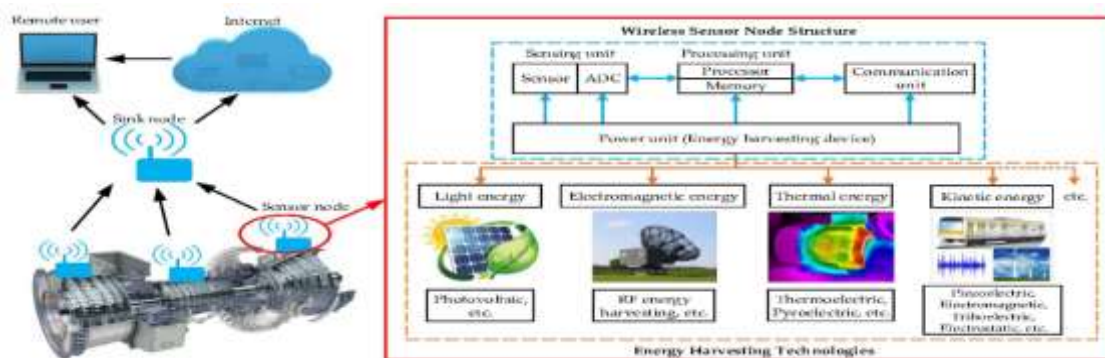 Remote user
Internet
Sink node
Sensor node
Wireless Sensor Node Structure
Sensing unit
Processing unit
Sensor
ADC
Processor
Memory
Communication
unit
Power unit (Energy harvesting device)
Light energy
Electromagnetic energy
Thermal energy
Kinetic energy
etc.
Photovoltaic,
etc.
RF energy
harvesting, etc.
Thermoelectric,
Pyroelectric, etc.
Piezoelectric,
Electromagnetic,
Triboelectric,
Electrostatic, etc.
Energy Harvesting Technologies